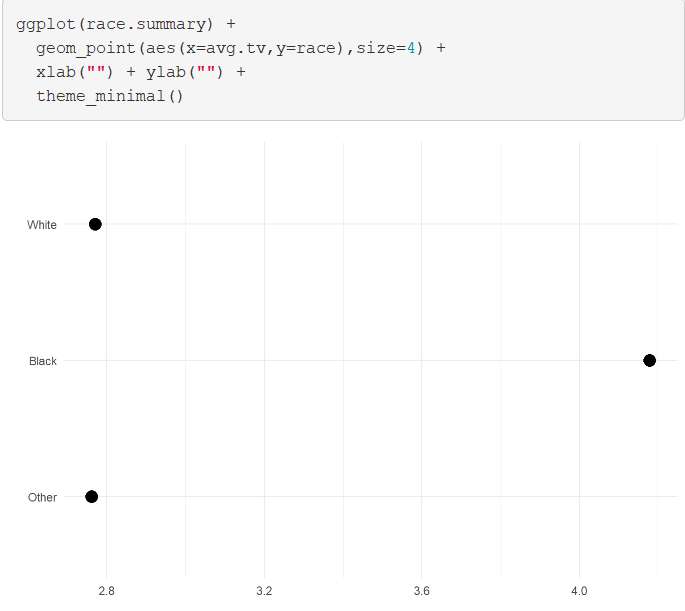 ggplot(race.summary) +
  geom_point(aes(x=avg.tv,y=race),size=4) +
  xlab("") + ylab("") +
  theme_minimal()
White
Black
Other
2.8 3.2 3.6 4.0